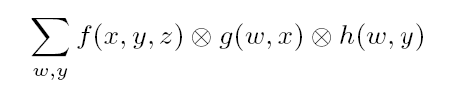 ∑_{w,y} f(x, y, z) ⊗ g(w, x) ⊗ h(w, y)